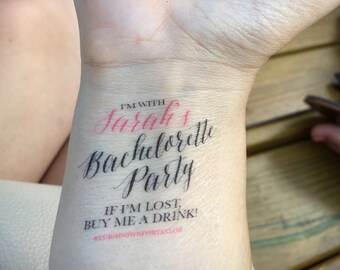 I'M WITH
Sarah's
Bachelorette
Party
IF I'M LOST,
BUY ME A DRINK!